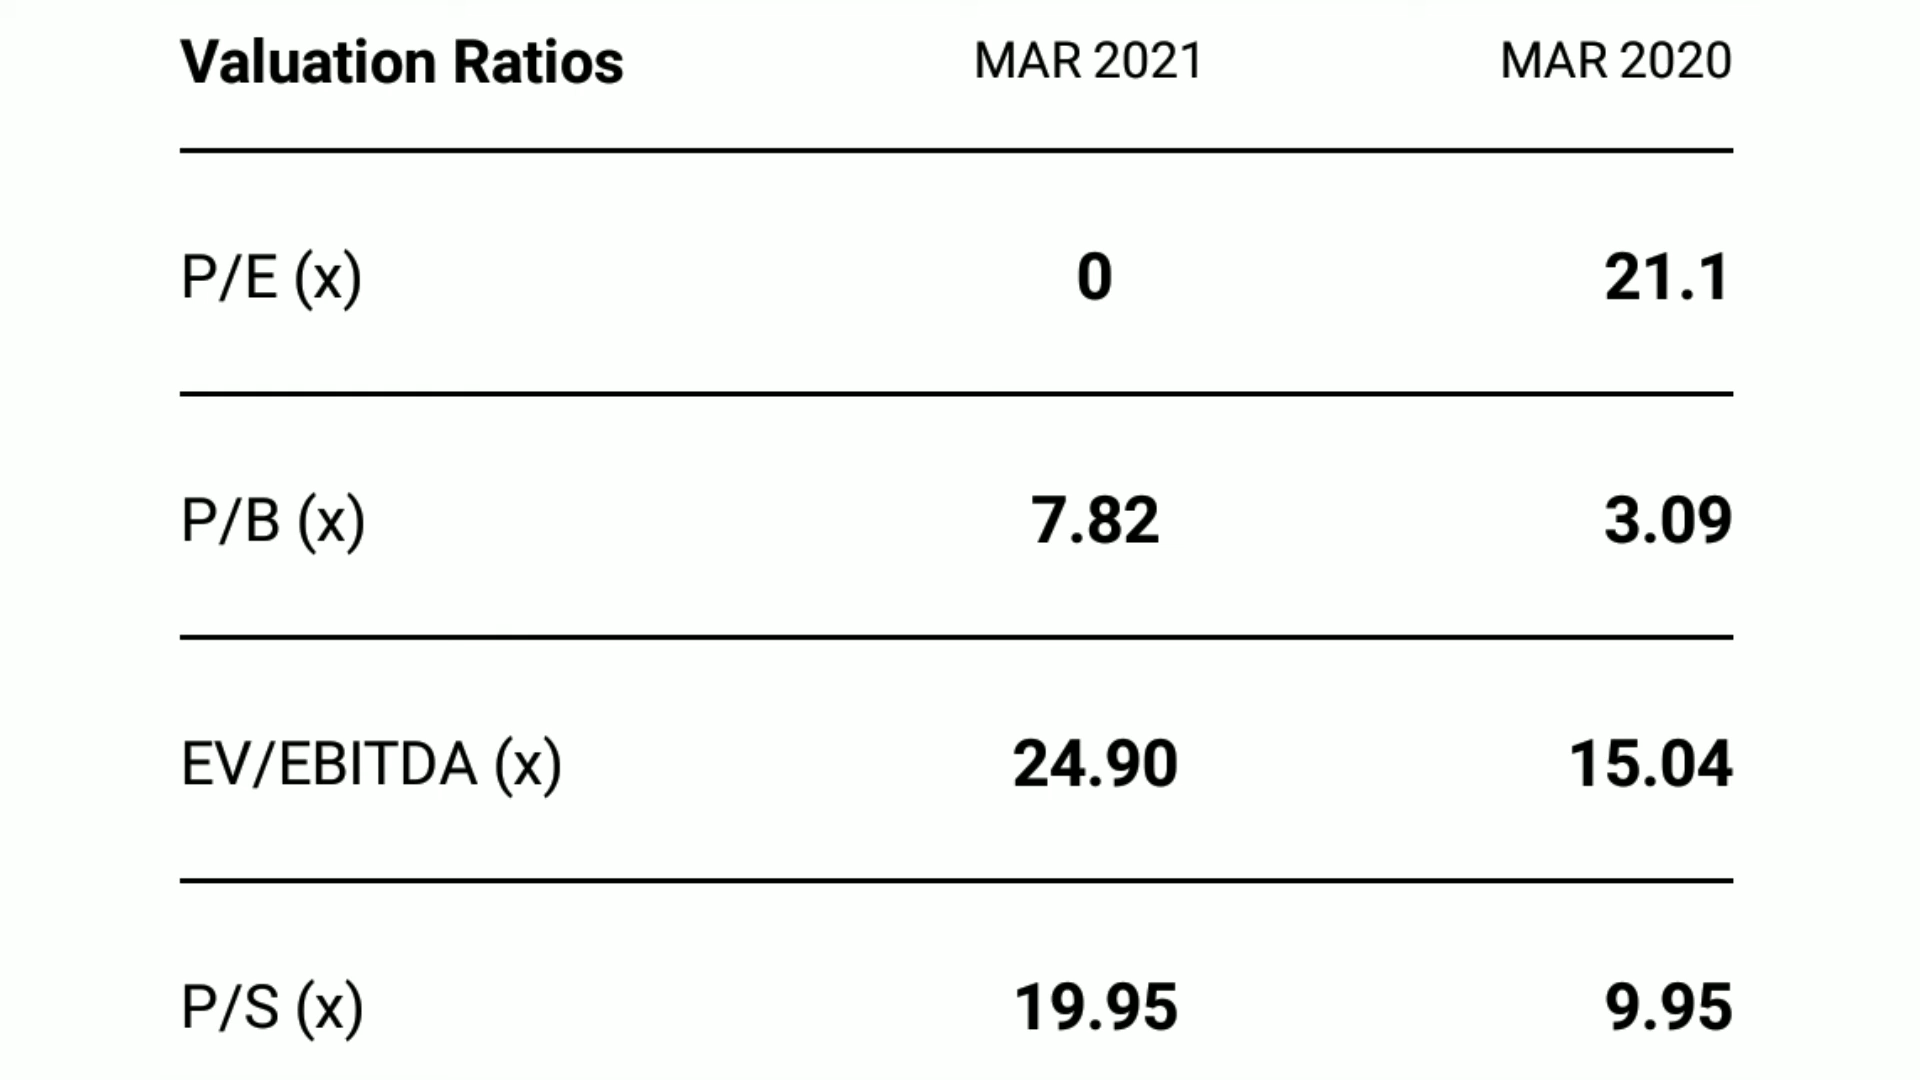 Valuation Ratios MAR 2021 MAR 2020
P/E (x) 0 21.1
P/B (x) 7.82 3.09
EV/EBITDA (x) 24.90 15.04
P/S (x) 19.95 9.95